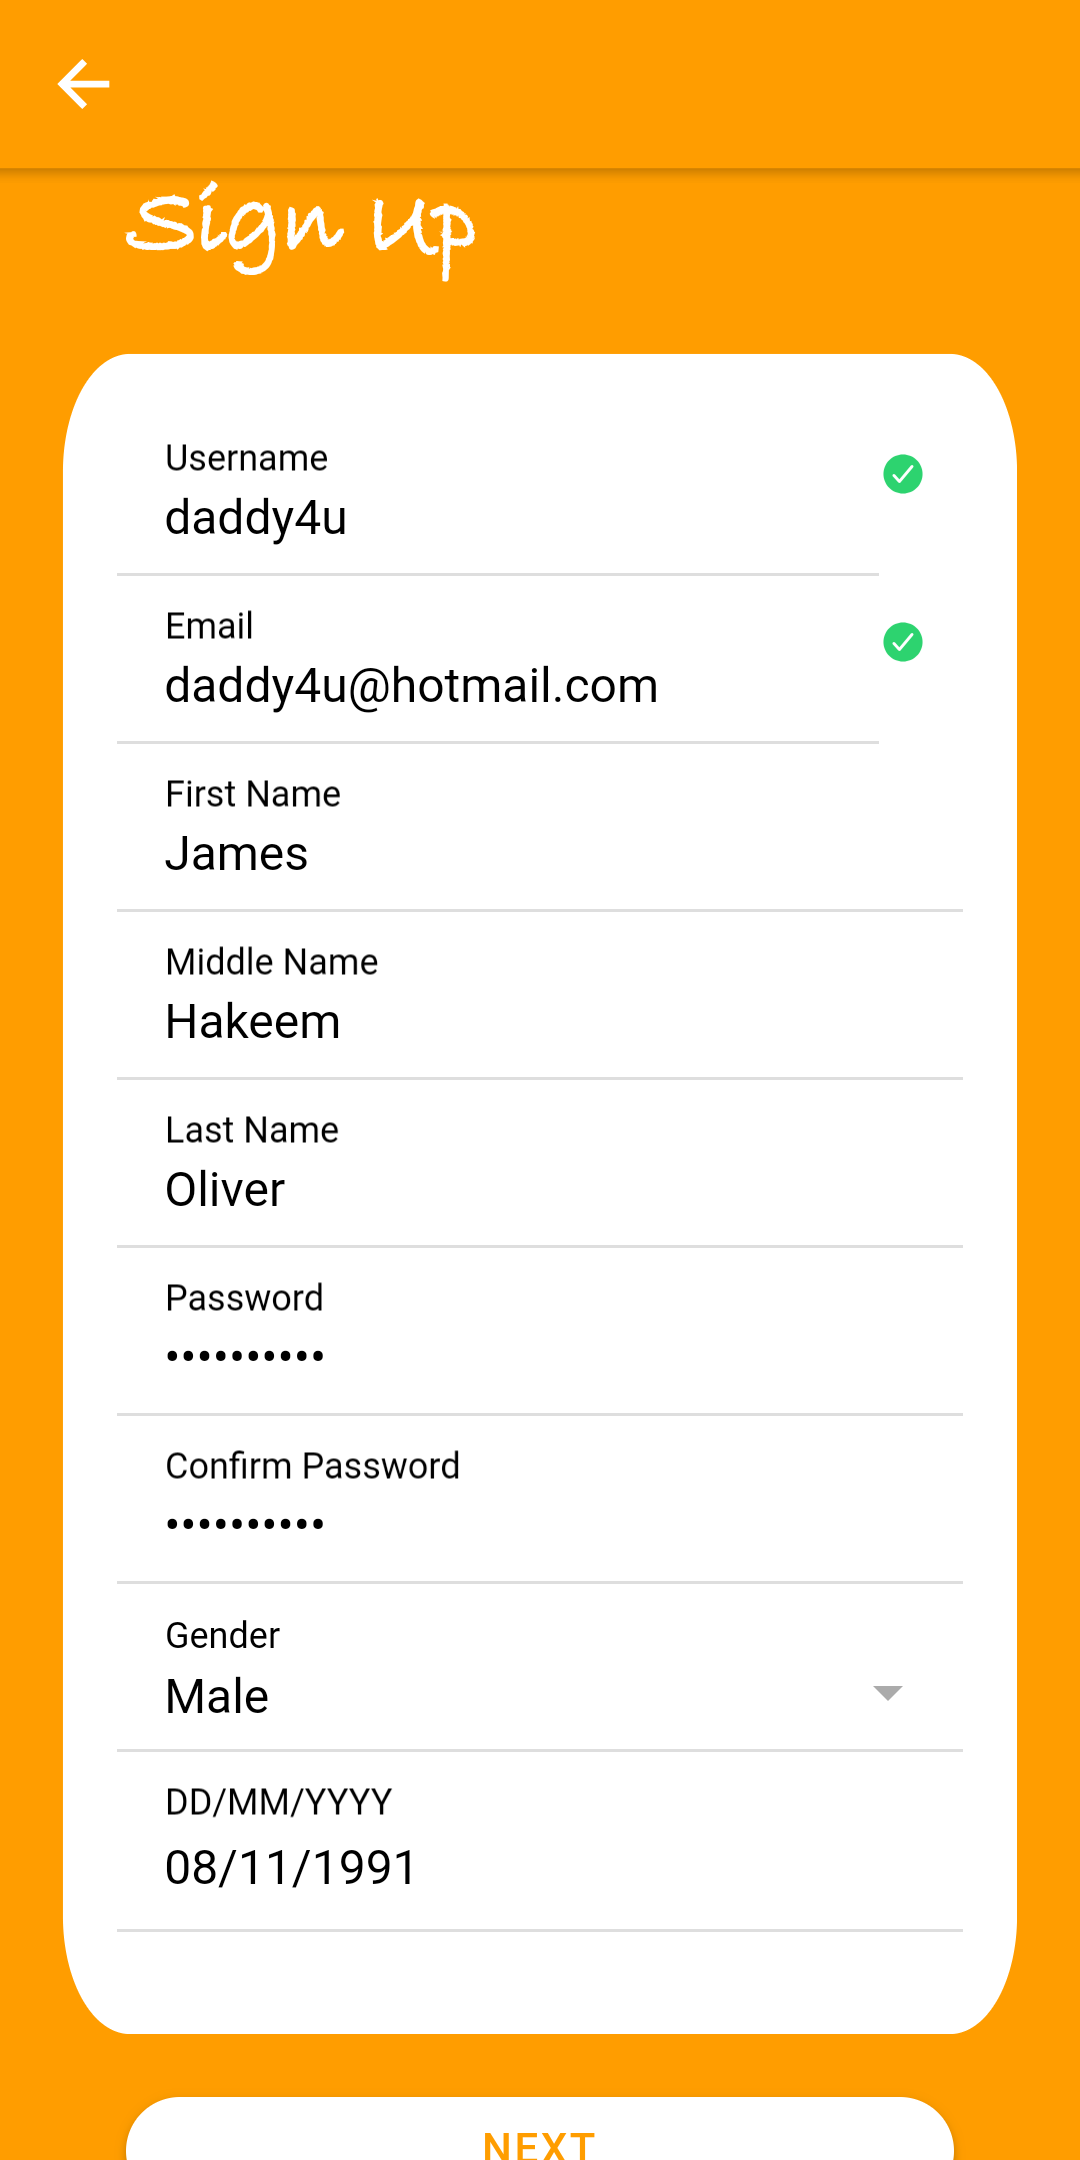 Sign Up
Username
daddy4u
Email
daddy4u@hotmail.com
First Name
James
Middle Name
Hakeem
Last Name
Oliver
Password
••••••••••
Confirm Password
••••••••••
Gender
Male
DD/MM/YYYY
08/11/1991
NEXT